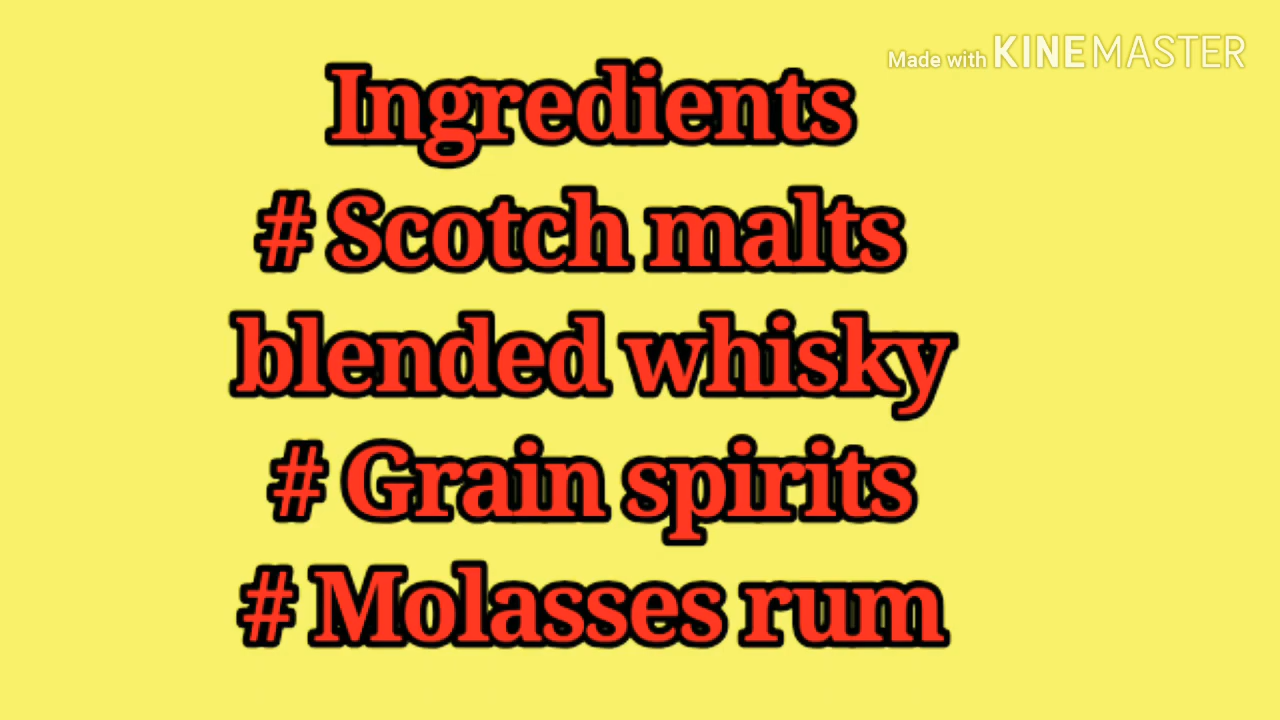 Made with KINEMASTER
Ingredients
# Scotch malts
blended whisky
# Grain spirits
# Molasses rum